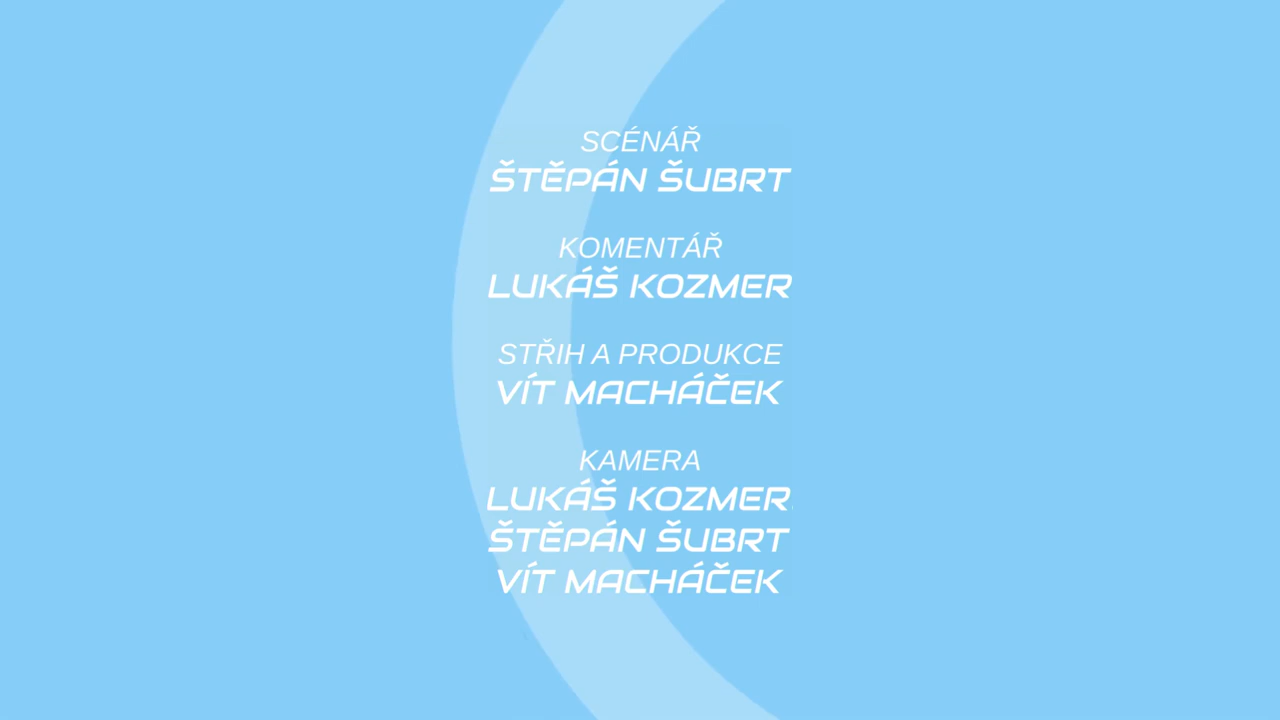 SCÉNÁŘ
ŠTĚPÁN ŠUBRT
KOMENTÁŘ
LUKÁŠ KOZMER
STŘIH A PRODUKCE
VÍT MACHÁČEK
KAMERA
LUKÁŠ KOZMER
ŠTĚPÁN ŠUBRT
VÍT MACHÁČEK